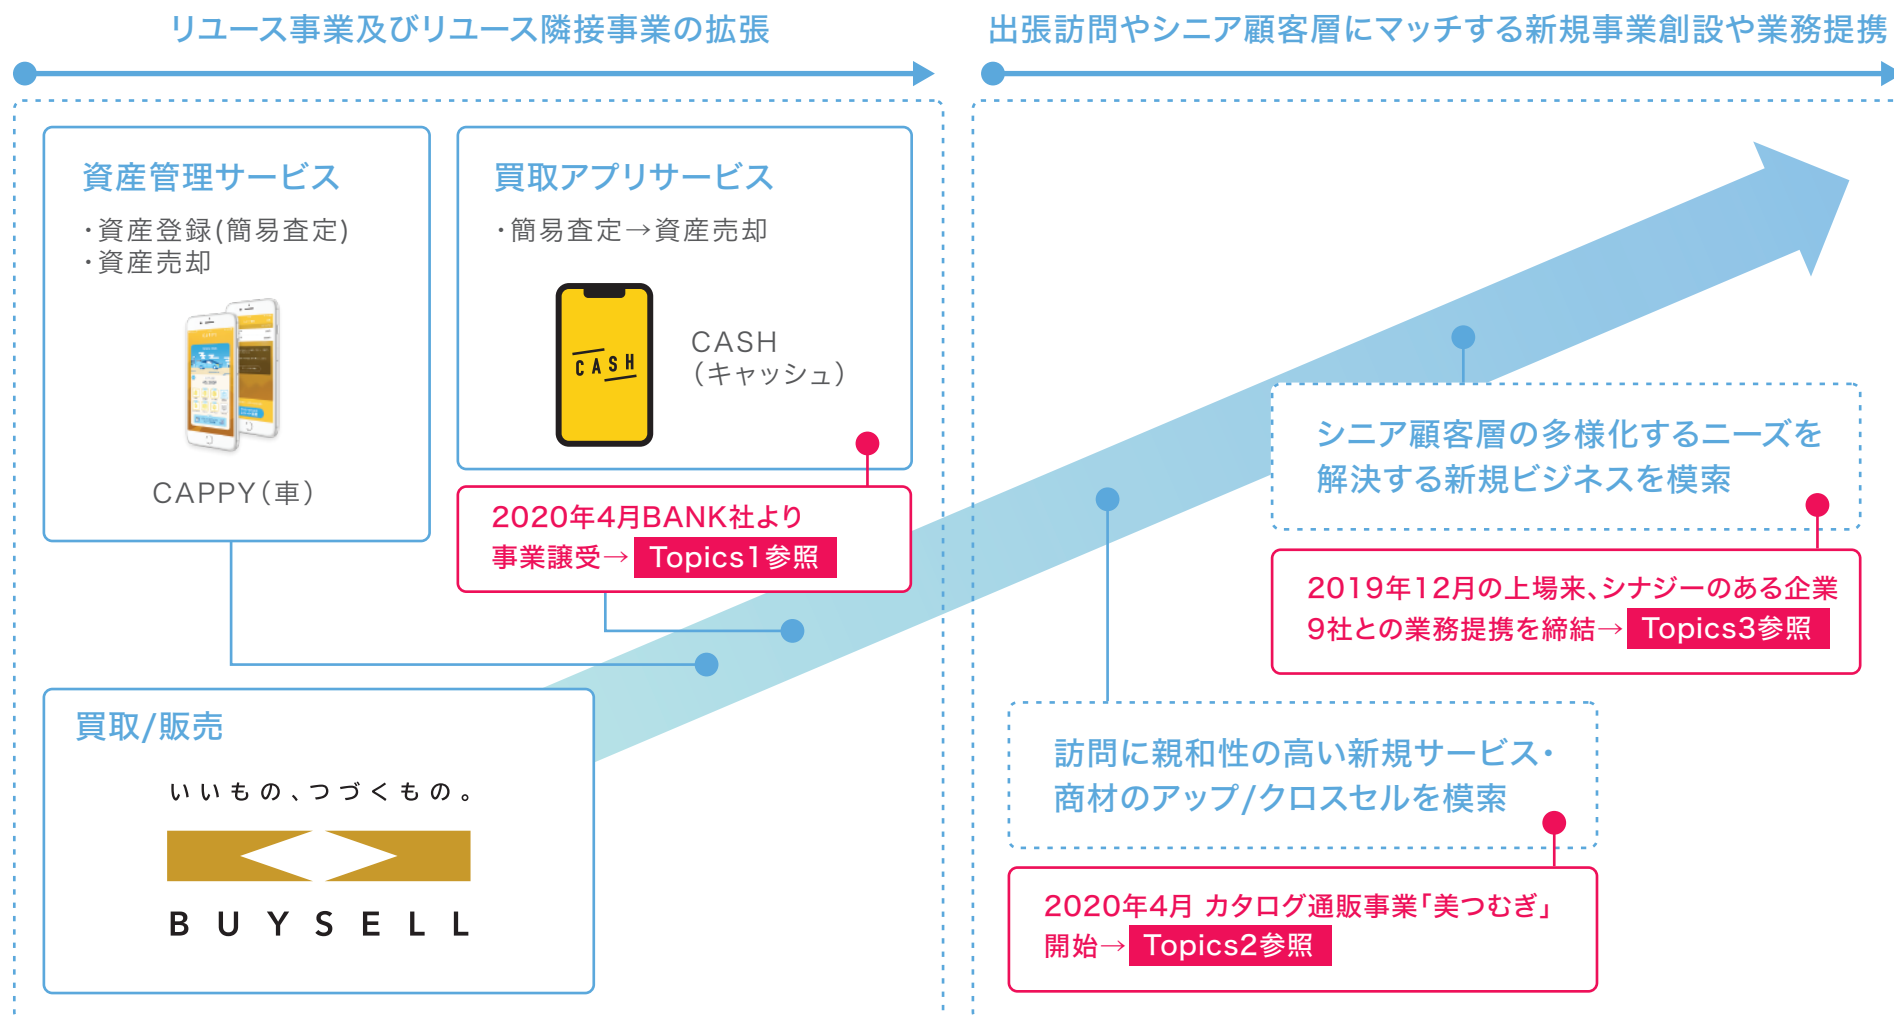 リユース事業及びリユース隣接事業の拡張
出張訪問やシニア顧客層にマッチする新規事業創設や業務提携
資産管理サービス
・資産登録(簡易査定)
・資産売却
CAPPY(車)
買取アプリサービス
・簡易査定→資産売却
CASH
CASH
(キャッシュ)
2020年4月BANK社より
事業譲受→ Topics1参照
シニア顧客層の多様化するニーズを
解決する新規ビジネスを模索
2019年12月の上場来、シナジーのある企業
9社との業務提携を締結→ Topics3参照
買取/販売
いいもの、つづくもの。
BUYSELL
訪問に親和性の高い新規サービス・
商材のアップ/クロスセルを模索
2020年4月 カタログ通販事業「美つむぎ」
開始→ Topics2参照